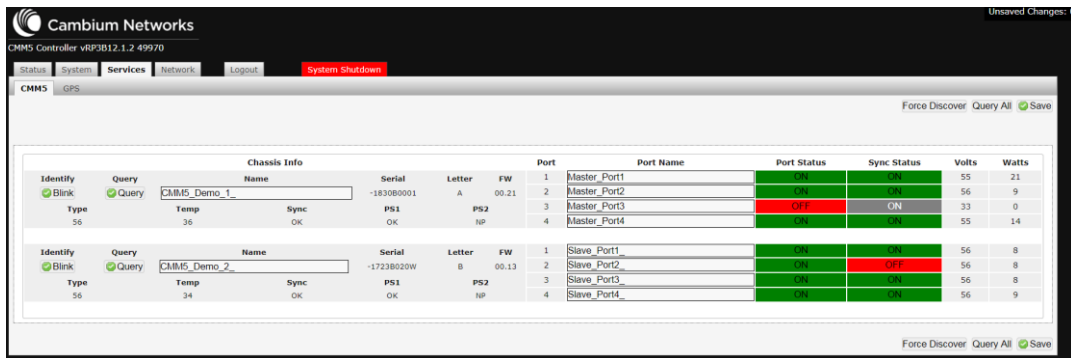 Unsaved Changes:
Cambium Networks
CMM5 Controller vRP3B12.1.2 49970
Status System Services Network Logout System Shutdown
CMM5 GPS
Force Discover Query All Save
Chassis Info Port Port Name Port Status Sync Status Volts Watts
Identify Query Name Serial Letter FW 1 Master_Port1 ON ON 55 21
Blink Query CMM5_Demo_1_ -1830B0001 A 00.21 2 Master_Port2 ON ON 56 9
Type Temp Sync PS1 PS2 3 Master_Port3 OFF ON 33 0
56 36 OK OK NP 4 Master_Port4 ON ON 55 14
Identify Query Name Serial Letter FW 1 Slave_Port1_ ON ON 56 8
Blink Query CMM5_Demo_2_ -1723B020W B 00.13 2 Slave_Port2_ ON OFF 56 8
Type Temp Sync PS1 PS2 3 Slave_Port3_ ON ON 56 8
56 34 OK OK NP 4 Slave_Port4_ ON ON 56 9
Force Discover Query All Save